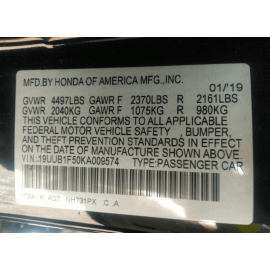 MFD.BY HONDA OF AMERICA MFG.,INC.
01/19
GVWR 4497LBS GAWR F 2370LBS R 2161LBS
GVWR 2040KG GAWR F 1075KG R 980KG
THIS VEHICLE CONFORMS TO ALL APPLICABLE
FEDERAL MOTOR VEHICLE SAFETY, BUMPER,
AND THEFT PREVENTION STANDARDS IN EFFECT
ON THE DATE OF MANUFACTURE SHOWN ABOVE.
VIN:19UUB1F50KA009574 TYPE:PASSENGER CAR
NH731PX C A